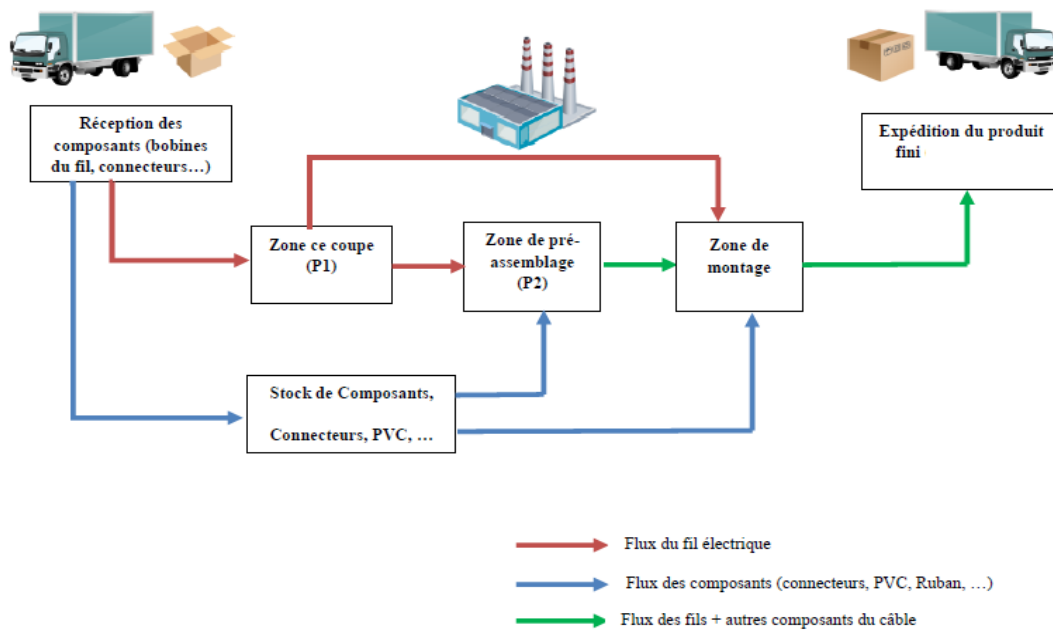 Réception des
composants (bobines
du fil, connecteurs…)
Expédition du produit
fini
Zone ce coupe
(P1)
Zone de pré-
assemblage
(P2)
Zone de
montage
Stock de Composants,
Connecteurs, PVC, …
Flux du fil électrique
Flux des composants (connecteurs, PVC, Ruban, …)
Flux des fils + autres composants du câble